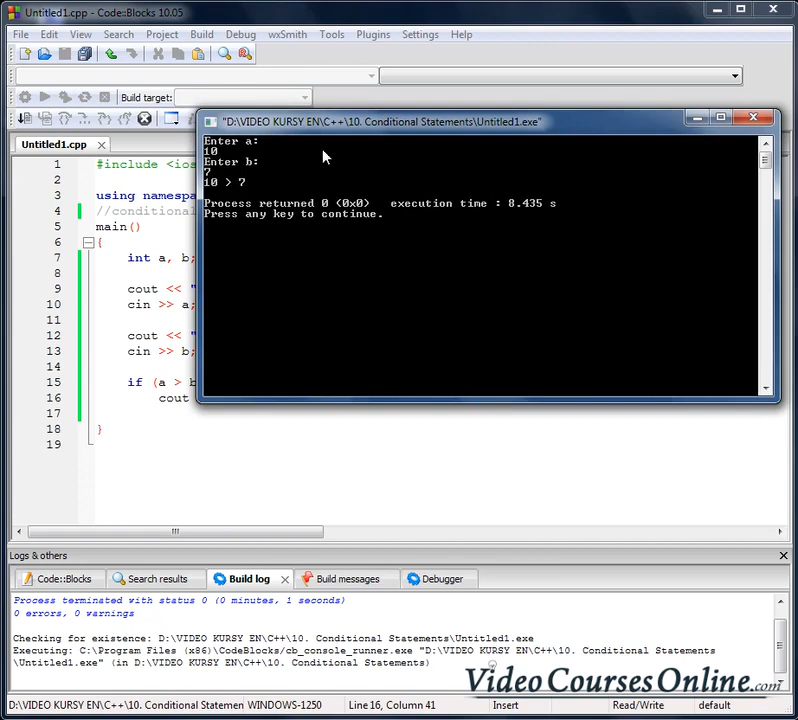 Untitled1.cpp - Code::Blocks 10.05
File Edit View Search Project Build Debug wxSmith Tools Plugins Settings Help
Build target:
Untitled1.cpp
"D:\VIDEO KURSY EN\C++\10. Conditional Statements\Untitled1.exe"
Enter a:
10
Enter b:
7
10 > 7
Process returned 0 (0x0) execution time : 8.435 s
Press any key to continue.
1 #include <ios
2
3 using namespa
4 //conditional
5 main()
6 {
7 int a, b;
8
9 cout << "
10 cin >> a;
11
12 cout << "
13 cin >> b;
14
15 if (a > b
16 cout
17
18 }
19
Logs & others
Code::Blocks Search results Build log Build messages Debugger
Process terminated with status 0 (0 minutes, 1 seconds)
0 errors, 0 warnings
Checking for existence: D:\VIDEO KURSY EN\C++\10. Conditional Statements\Untitled1.exe
Executing: C:\Program Files (x86)\CodeBlocks/cb_console_runner.exe "D:\VIDEO KURSY EN\C++\10. Conditional Statements
\Untitled1.exe" (in D:\VIDEO KURSY EN\C++\10. Conditional Statements)
VideoCoursesOnline.com
D:\VIDEO KURSY EN\C++\10. Conditional Statemen WINDOWS-1250 Line 16, Column 41 Insert Read/Write default